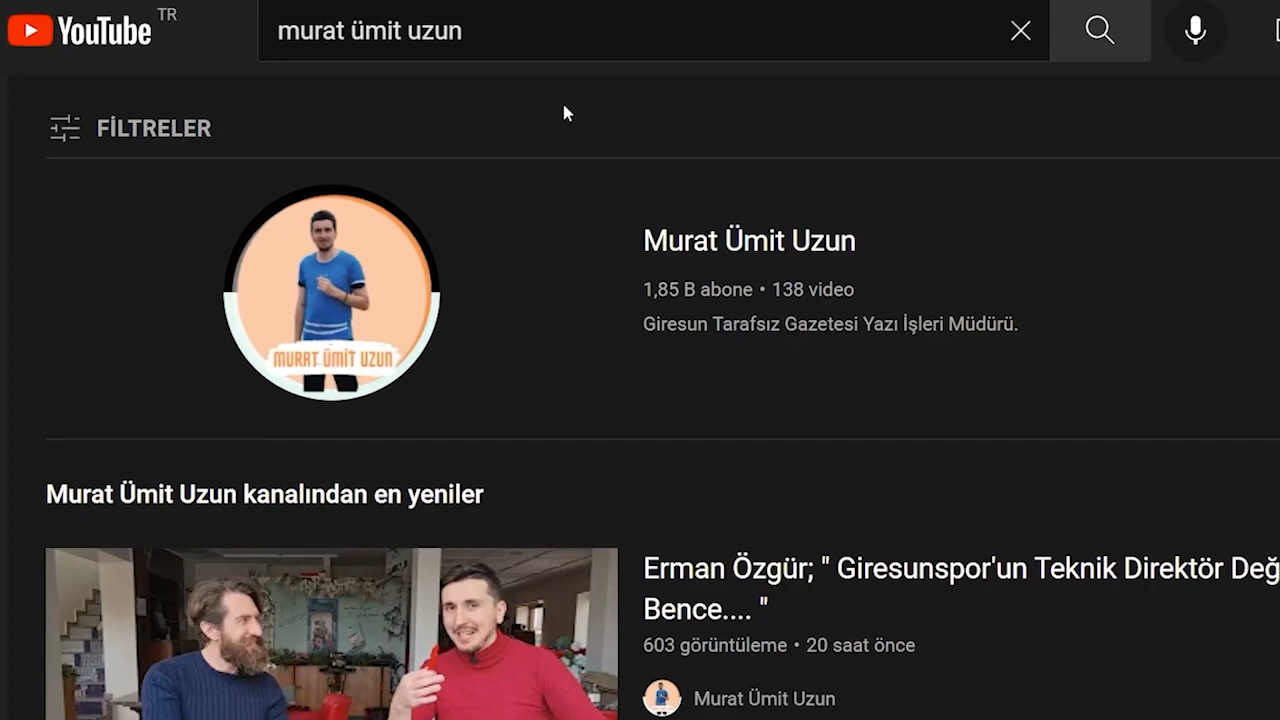 YouTube TR
murat ümit uzun
FİLTRELER
MURAT ÜMİT UZUN
Murat Ümit Uzun
1,85 B abone • 138 video
Giresun Tarafsız Gazetesi Yazı İşleri Müdürü.
Murat Ümit Uzun kanalından en yeniler
Erman Özgür; " Giresunspor'un Teknik Direktör Değ
Bence.... "
603 görüntüleme • 20 saat önce
Murat Ümit Uzun